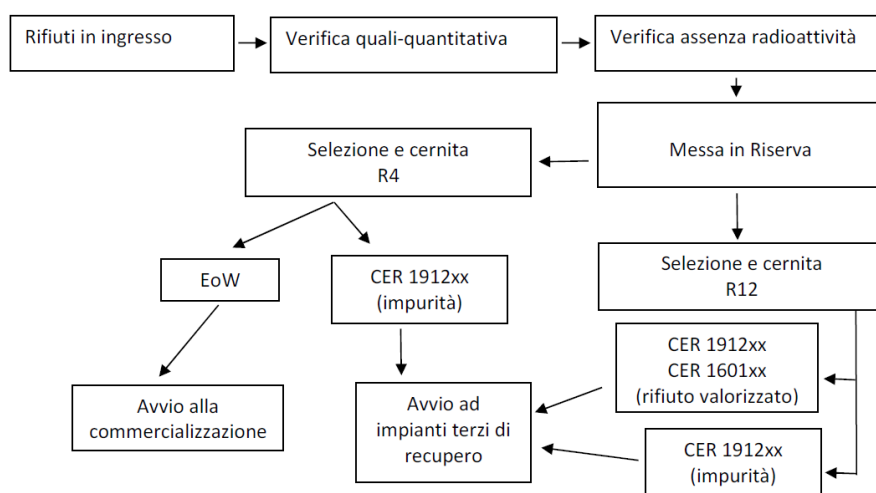 Rifiuti in ingresso
Verifica quali-quantitativa
Verifica assenza radioattività
Selezione e cernita
R4
Messa in Riserva
EoW
CER 1912xx
(impurità)
Selezione e cernita
R12
Avvio alla
commercializzazione
Avvio ad
impianti terzi di
recupero
CER 1912xx
CER 1601xx
(rifiuto valorizzato)
CER 1912xx
(impurità)